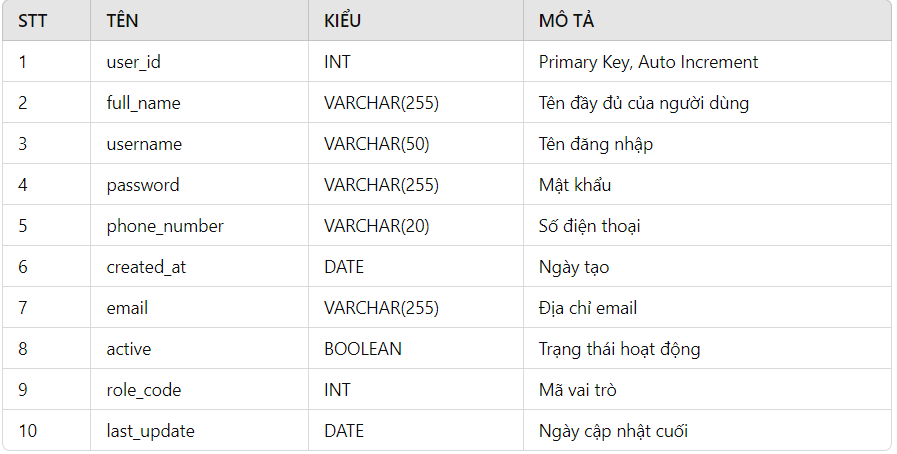 STT TÊN KIỂU MÔ TẢ
1 user_id INT Primary Key, Auto Increment
2 full_name VARCHAR(255) Tên đầy đủ của người dùng
3 username VARCHAR(50) Tên đăng nhập
4 password VARCHAR(255) Mật khẩu
5 phone_number VARCHAR(20) Số điện thoại
6 created_at DATE Ngày tạo
7 email VARCHAR(255) Địa chỉ email
8 active BOOLEAN Trạng thái hoạt động
9 role_code INT Mã vai trò
10 last_update DATE Ngày cập nhật cuối